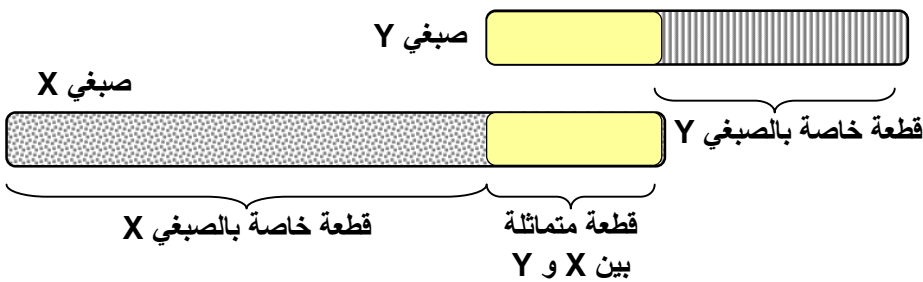 صبغي Y
صبغي X
قطعة خاصة بالصبغي Y
قطعة خاصة بالصبغي X
قطعة متماثلة
بين X و Y